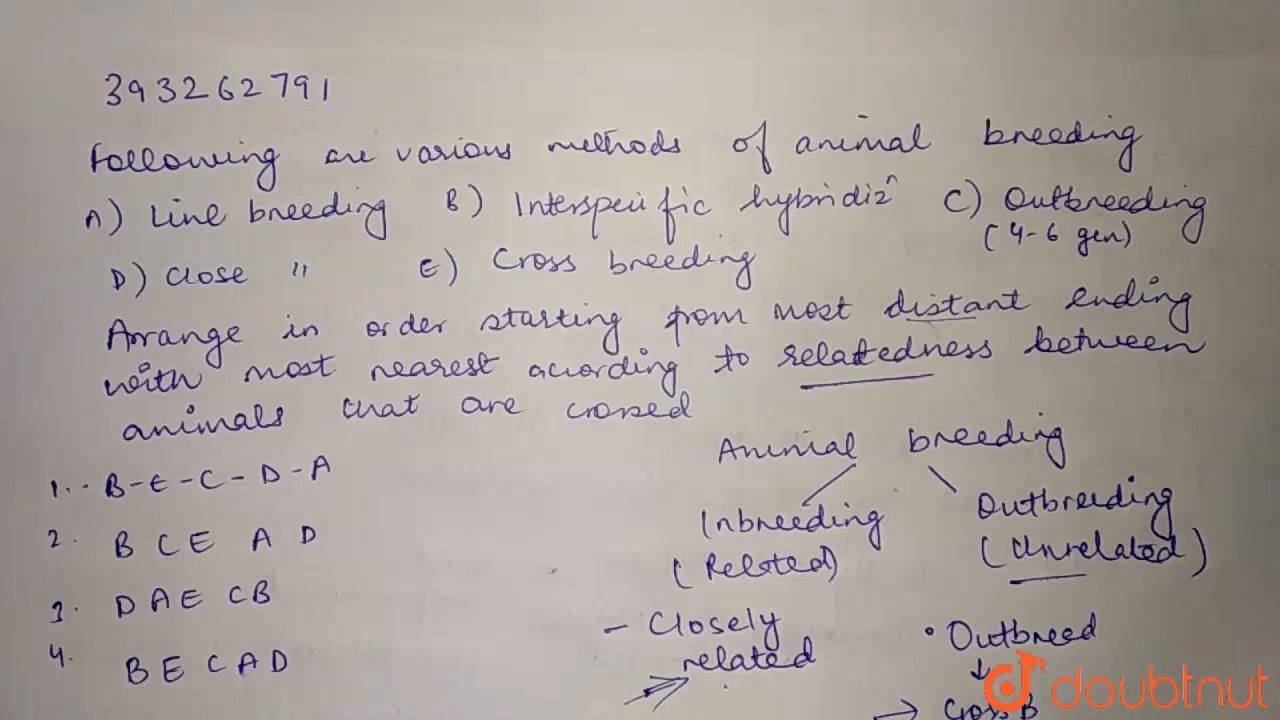 393262791
Following are various methods of animal breeding
A) Line breeding B) Interspecific hybridizⁿ C) Outbreeding
(4-6 gen)
D) Close " E) Cross breeding
Arrange in order starting from most distant ending
with most nearest according to relatedness between
animals that are crossed
Animal breeding
1. B-E-C-D-A
Inbreeding Outbreeding
2. B C E A D
(Related) (Unrelated)
3. D A E C B
- Closely related
• Outbreed
4. B E C A D
Cross B
doubtnut